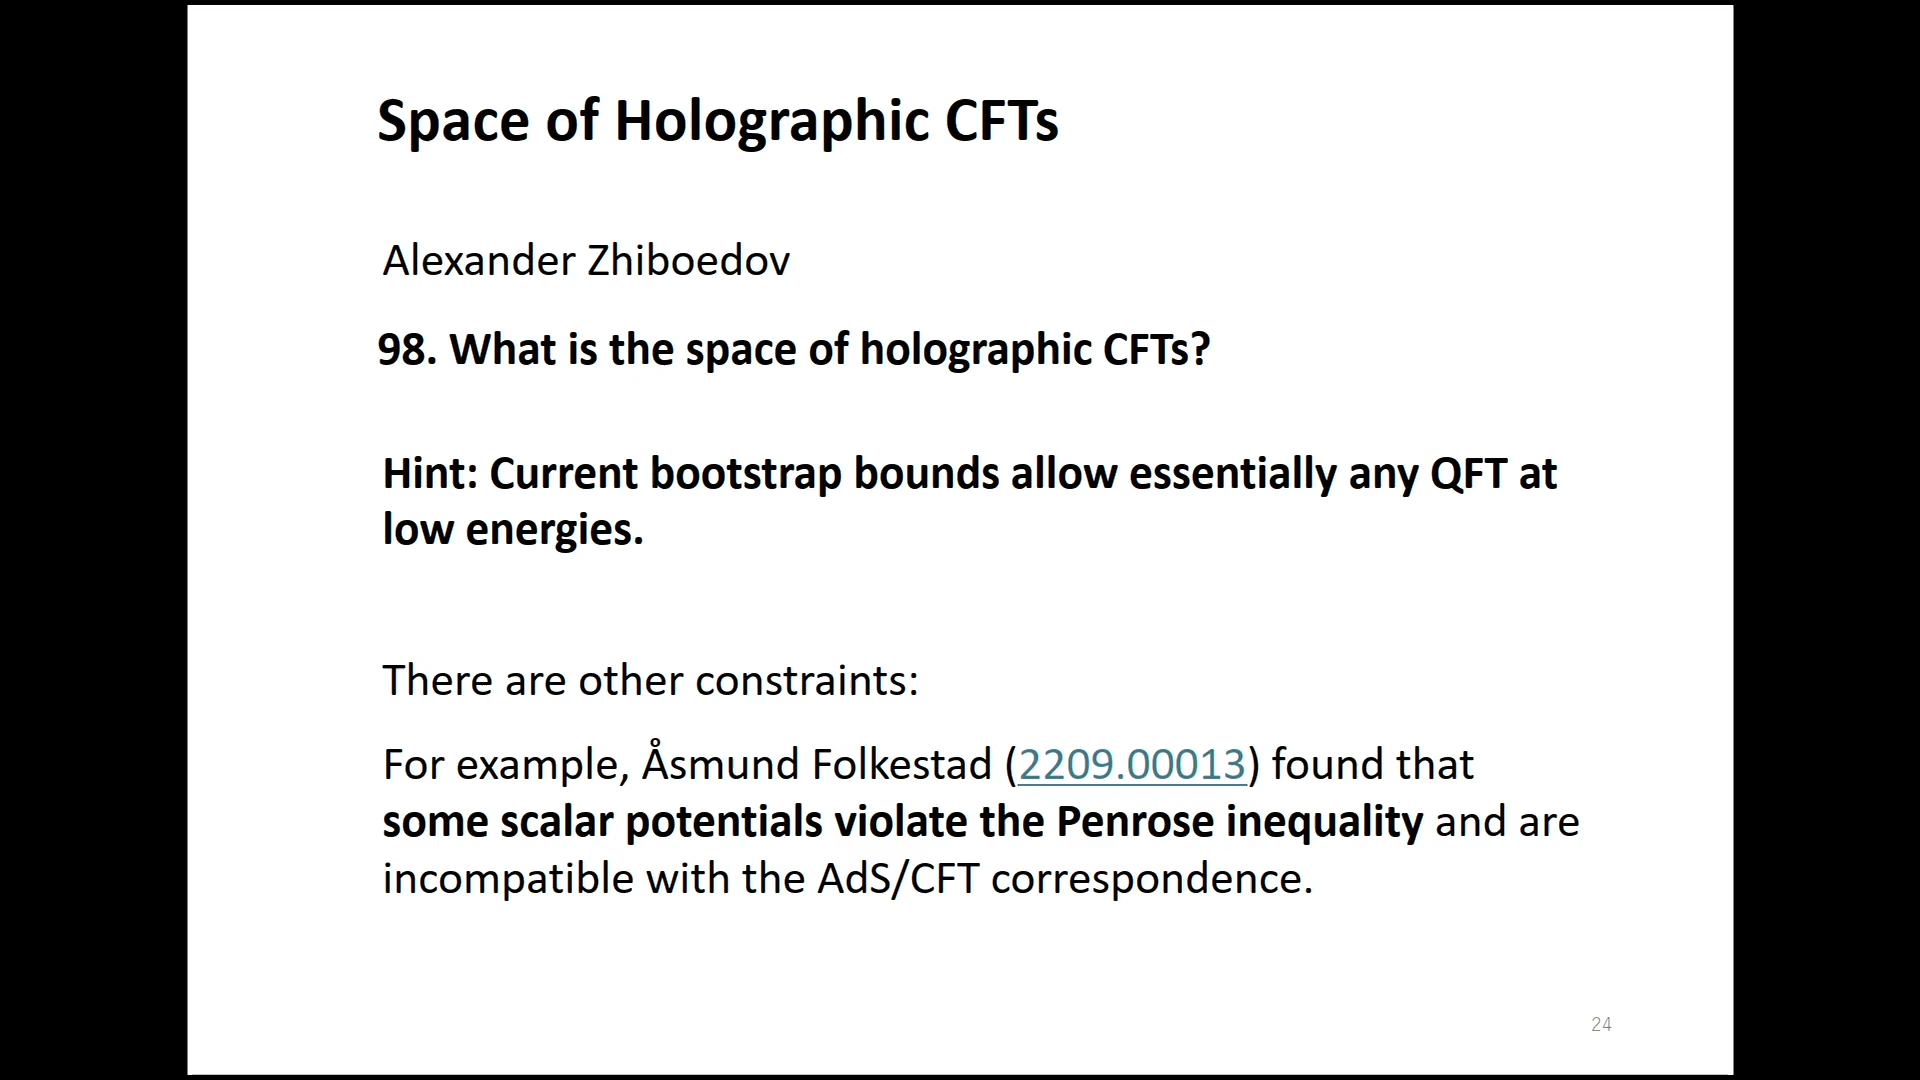 Space of Holographic CFTs
Alexander Zhiboedov
98. What is the space of holographic CFTs?
Hint: Current bootstrap bounds allow essentially any QFT at
low energies.
There are other constraints:
For example, Åsmund Folkestad (2209.00013) found that
some scalar potentials violate the Penrose inequality and are
incompatible with the AdS/CFT correspondence.
24